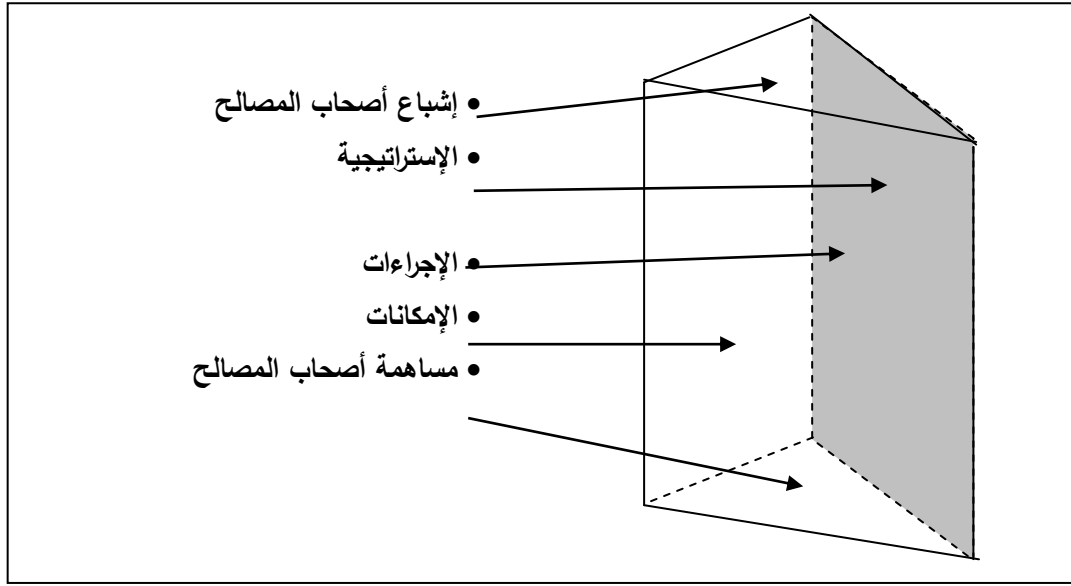 • إشباع أصحاب المصالح
• الإستراتيجية
• الإجراءات
• الإمكانات
• مساهمة أصحاب المصالح